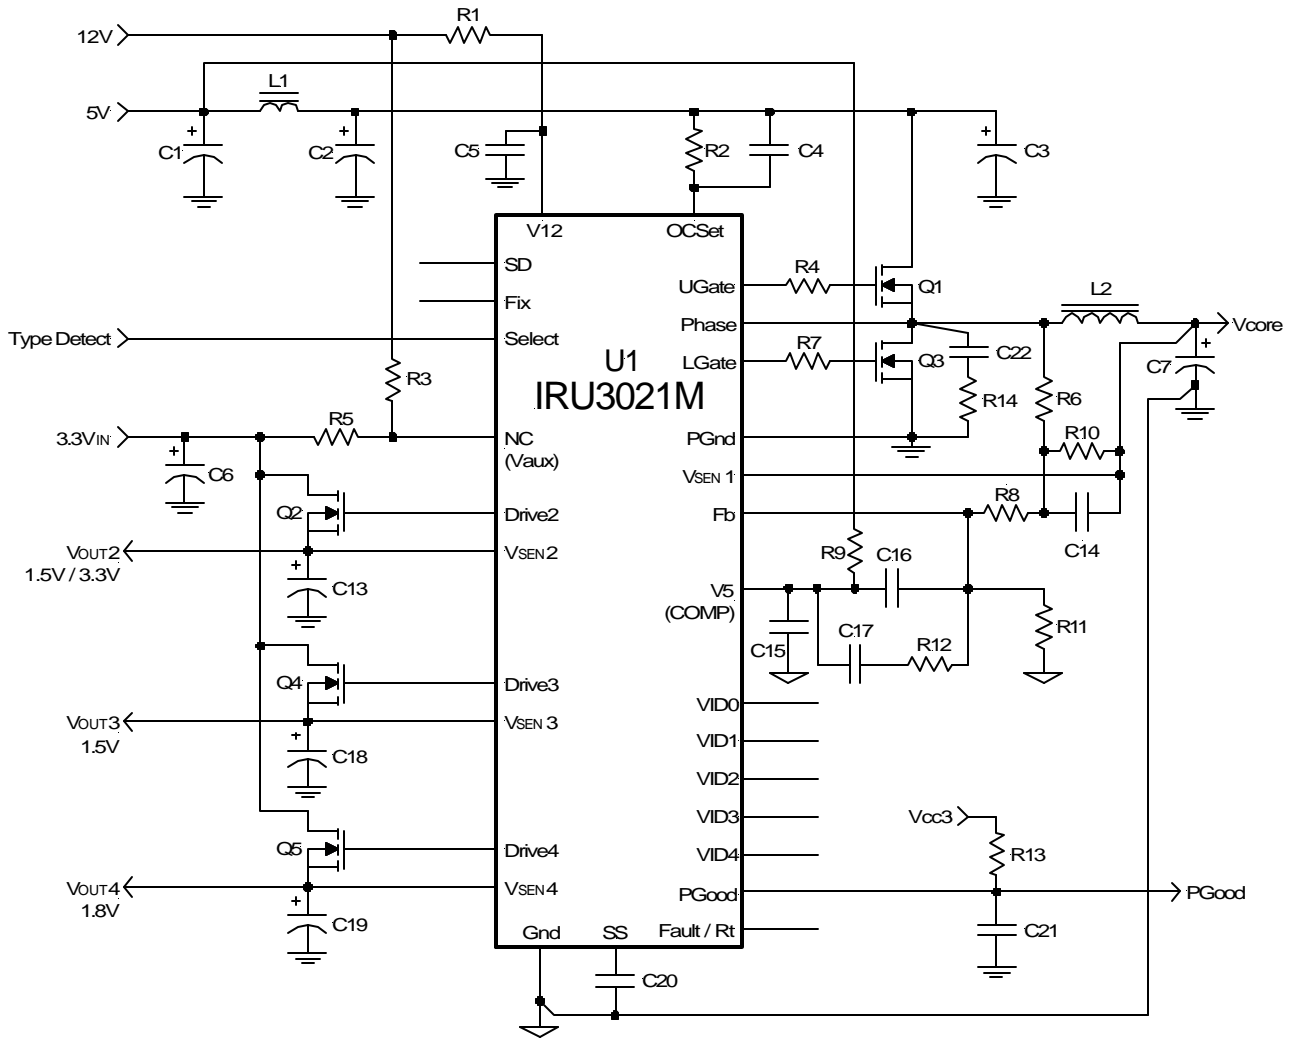 R1
12V
L1
5V
C1
C2
C5
R2
C4
C3
V12
OCSet
SD
Fix
Type Detect
Select
U1
IRU3021M
UGate
Phase
LGate
PGnd
R4
Q1
R7
Q3
C22
R14
L2
Vcore
C7
R6
R10
R3
R5
3.3VIN
C6
NC
(Vaux)
VSEN 1
Fb
R8
C14
Q2
Drive2
VOUT2
1.5V / 3.3V
VSEN 2
C13
R9
C16
V5
(COMP)
C15
C17
R12
R11
Q4
Drive3
VOUT3
1.5V
VSEN 3
C18
VID0
VID1
VID2
VID3
VID4
Vcc3
R13
Q5
Drive4
VOUT4
1.8V
VSEN 4
C19
PGood
PGood
Fault / Rt
C21
Gnd
SS
C20